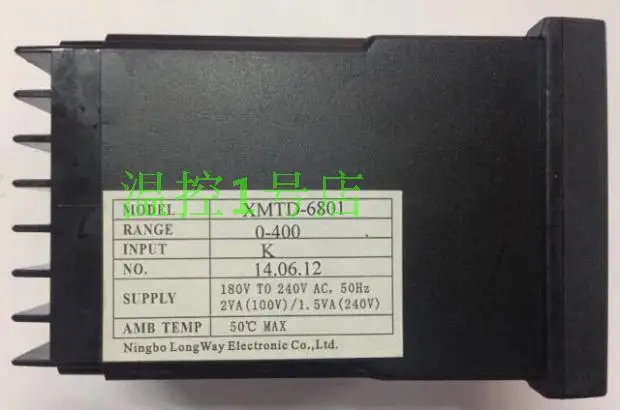 温控1号店
MODEL XMTD-6801
RANGE 0-400
INPUT K
NO. 14.06.12
SUPPLY 180V TO 240V AC, 50Hz
2VA(100V)/1.5VA(240V)
AMB TEMP 50℃ MAX
Ningbo LongWay Electronic Co.,Ltd.